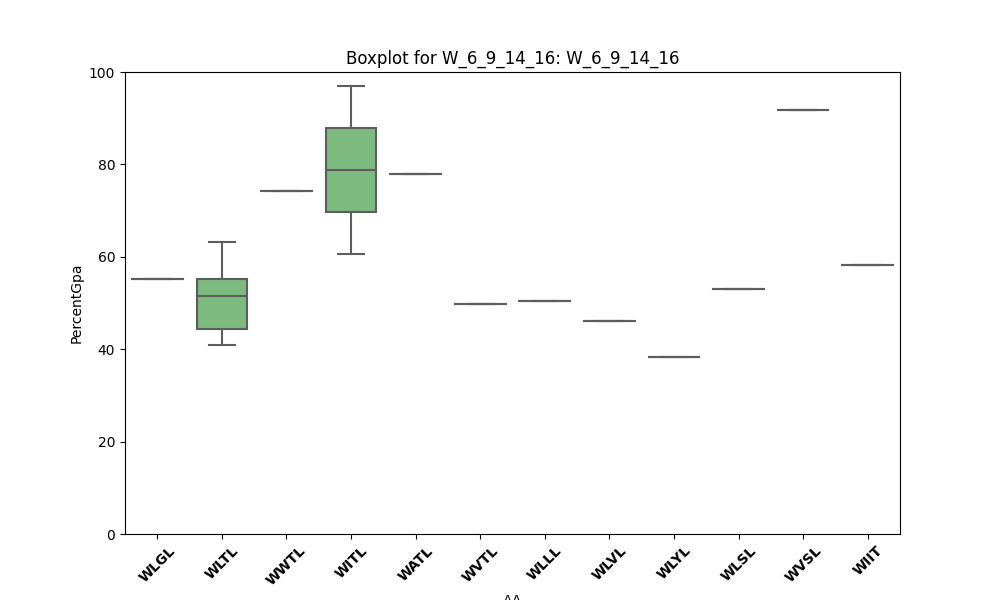 Boxplot for W_6_9_14_16: W_6_9_14_16
PercentGpa
100
80
60
40
20
0
WLGL
WLTL
WWTL
WITL
WATL
WVTL
WLLL
WLVL
WLYL
WLSL
WVSL
WIIT
AA